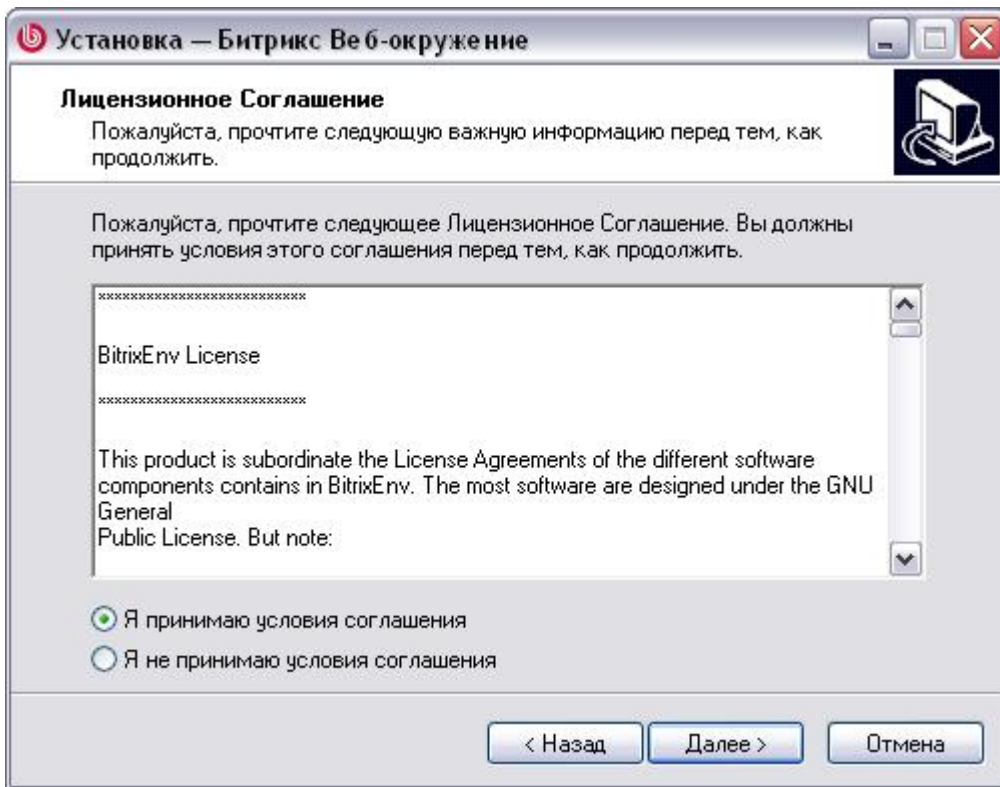 Установка — Битрикс Веб-окружение
Лицензионное Соглашение
Пожалуйста, прочтите следующую важную информацию перед тем, как
продолжить.
Пожалуйста, прочтите следующее Лицензионное Соглашение. Вы должны
принять условия этого соглашения перед тем, как продолжить.
**************************
BitrixEnv License
**************************
This product is subordinate the License Agreements of the different software
components contains in BitrixEnv. The most software are designed under the GNU
General
Public License. But note:
Я принимаю условия соглашения
Я не принимаю условия соглашения
< Назад
Далее >
Отмена